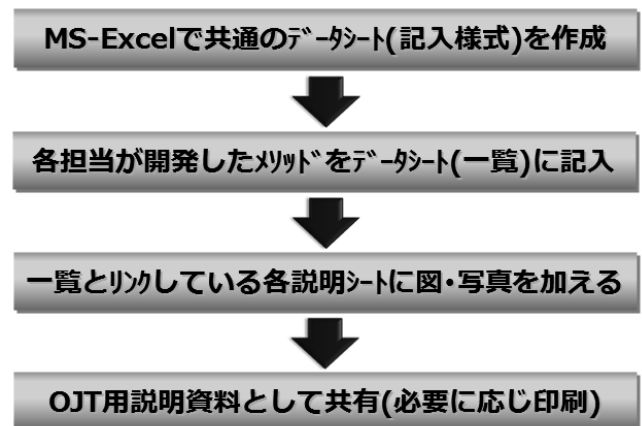 MS-Excelで共通のﾃﾞｰﾀｼｰﾄ(記入様式)を作成
各担当が開発したﾒﾘｯﾄﾞをﾃﾞｰﾀｼｰﾄ(一覧)に記入
一覧とﾘﾝｸしている各説明ｼｰﾄに図・写真を加える
OJT用説明資料として共有(必要に応じ印刷)